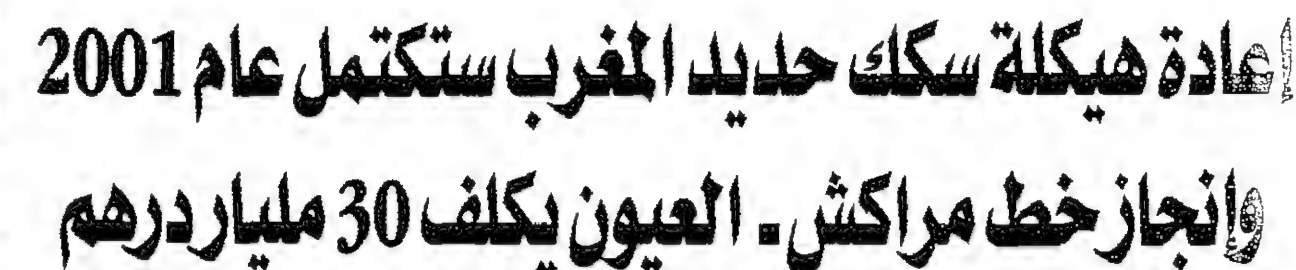 إعادة هيكلة سكك حديد المغرب ستكتمل عام 2001
وإنجاز خط مراكش - العيون يكلف 30 مليار درهم